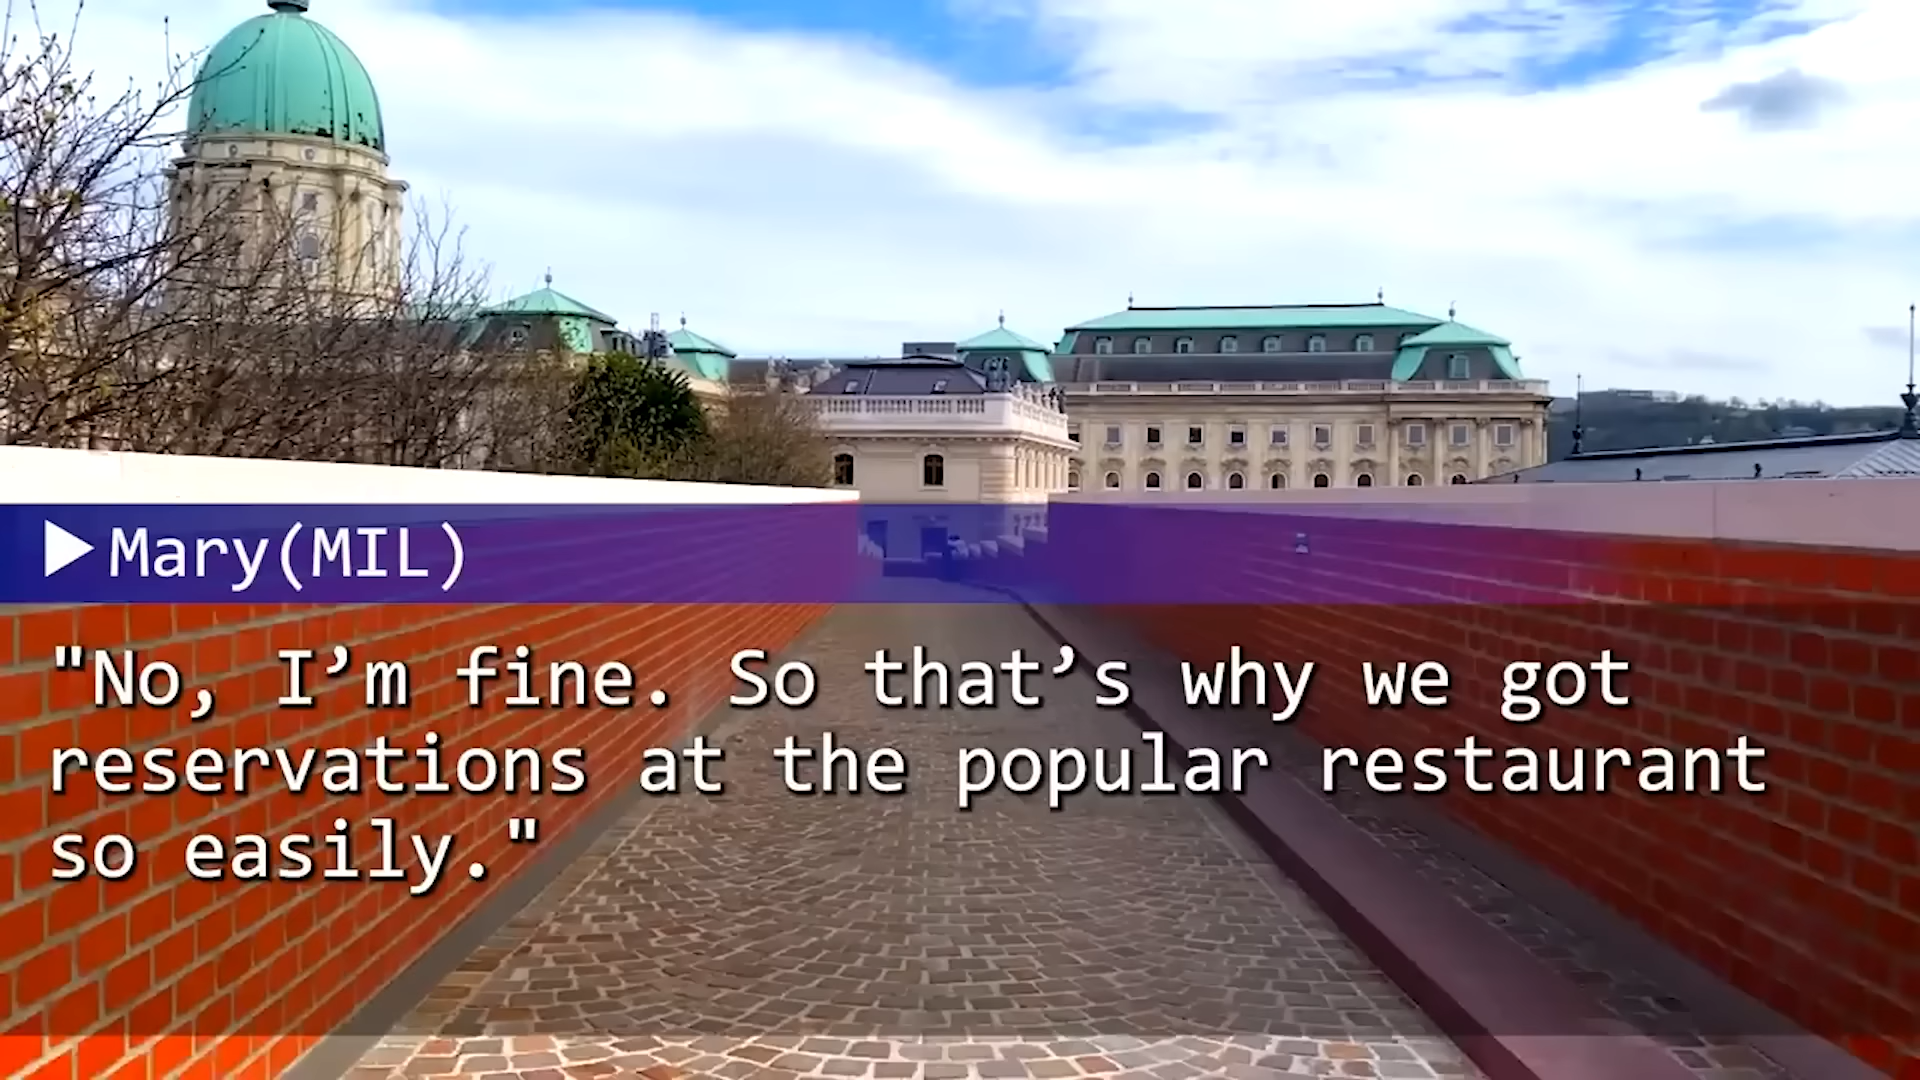 ▶Mary(MIL)
"No, I’m fine. So that’s why we got
reservations at the popular restaurant
so easily."